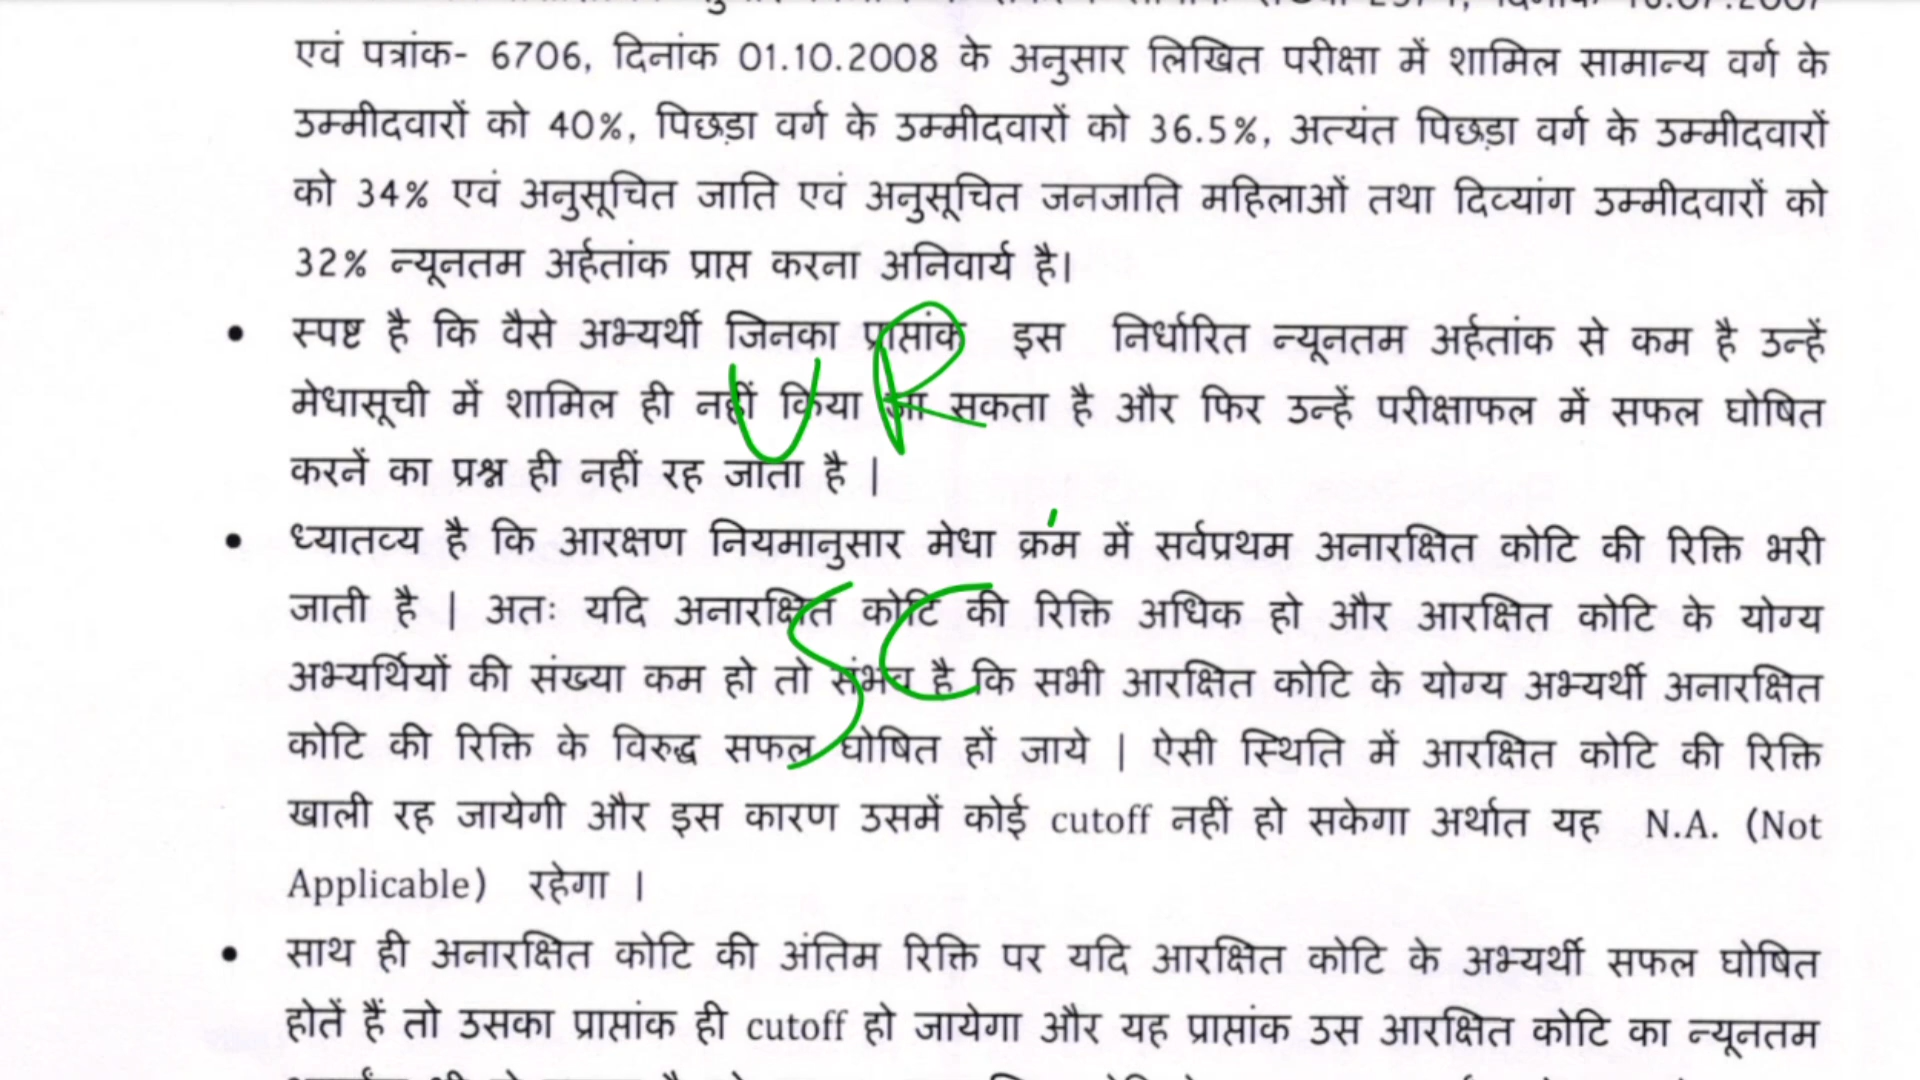 एवं पत्रांक- 6706, दिनांक 01.10.2008 के अनुसार लिखित परीक्षा में शामिल सामान्य वर्ग के
उम्मीदवारों को 40%, पिछड़ा वर्ग के उम्मीदवारों को 36.5%, अत्यंत पिछड़ा वर्ग के उम्मीदवारों
को 34% एवं अनुसूचित जाति एवं अनुसूचित जनजाति महिलाओं तथा दिव्यांग उम्मीदवारों को
32% न्यूनतम अर्हतांक प्राप्त करना अनिवार्य है।
• स्पष्ट है कि वैसे अभ्यर्थी जिनका प्राप्तांक इस निर्धारित न्यूनतम अर्हतांक से कम है उन्हें
मेधासूची में शामिल ही नहीं किया जा सकता है और फिर उन्हें परीक्षाफल में सफल घोषित
UR
करनें का प्रश्न ही नहीं रह जाता है |
• ध्यातव्य है कि आरक्षण नियमानुसार मेधा क्रम में सर्वप्रथम अनारक्षित कोटि की रिक्ति भरी
जाती है | अतः यदि अनारक्षित कोटि की रिक्ति अधिक हो और आरक्षित कोटि के योग्य
SC
अभ्यर्थियों की संख्या कम हो तो संभव है कि सभी आरक्षित कोटि के योग्य अभ्यर्थी अनारक्षित
कोटि की रिक्ति के विरुद्ध सफल घोषित हों जाये | ऐसी स्थिति में आरक्षित कोटि की रिक्ति
खाली रह जायेगी और इस कारण उसमें कोई cutoff नहीं हो सकेगा अर्थात यह N.A. (Not
Applicable) रहेगा ।
• साथ ही अनारक्षित कोटि की अंतिम रिक्ति पर यदि आरक्षित कोटि के अभ्यर्थी सफल घोषित
होतें हैं तो उसका प्राप्तांक ही cutoff हो जायेगा और यह प्राप्तांक उस आरक्षित कोटि का न्यूनतम